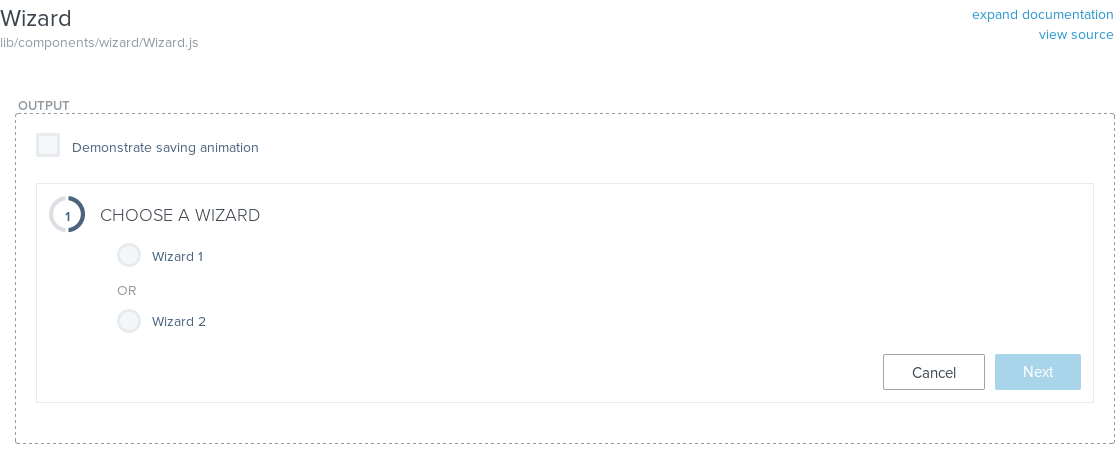 Wizard
expand documentation
lib/components/wizard/Wizard.js
view source
OUTPUT
Demonstrate saving animation
1
CHOOSE A WIZARD
Wizard 1
OR
Wizard 2
Cancel
Next